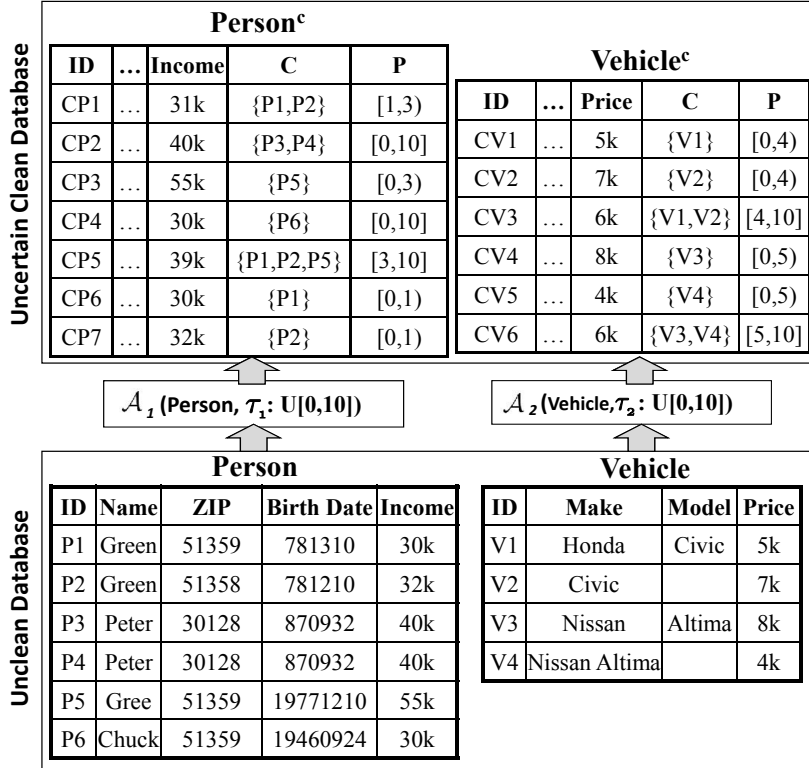 Uncertain Clean Database
Person^c
ID … Income C P
CP1 … 31k {P1,P2} [1,3)
CP2 … 40k {P3,P4} [0,10]
CP3 … 55k {P5} [0,3)
CP4 … 30k {P6} [0,10]
CP5 … 39k {P1,P2,P5} [3,10]
CP6 … 30k {P1} [0,1)
CP7 … 32k {P2} [0,1)
Vehicle^c
ID … Price C P
CV1 … 5k {V1} [0,4)
CV2 … 7k {V2} [0,4)
CV3 … 6k {V1,V2} [4,10]
CV4 … 8k {V3} [0,5)
CV5 … 4k {V4} [0,5)
CV6 … 6k {V3,V4} [5,10]
𝒜₁ (Person, τ₁: U[0,10])
𝒜₂ (Vehicle,τ₂: U[0,10])
Unclean Database
Person
ID Name ZIP Birth Date Income
P1 Green 51359 781310 30k
P2 Green 51358 781210 32k
P3 Peter 30128 870932 40k
P4 Peter 30128 870932 40k
P5 Gree 51359 19771210 55k
P6 Chuck 51359 19460924 30k
Vehicle
ID Make Model Price
V1 Honda Civic 5k
V2 Civic 7k
V3 Nissan Altima 8k
V4 Nissan Altima 4k